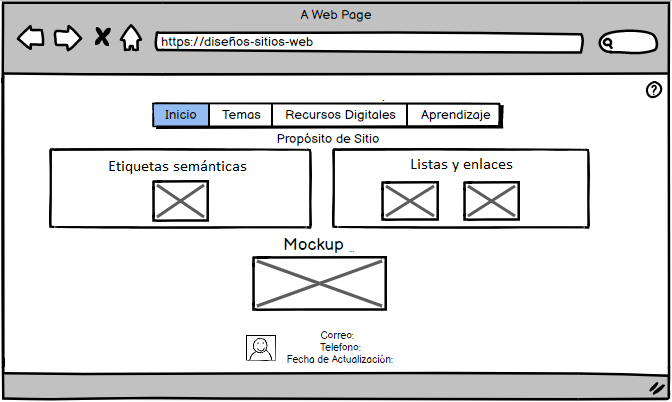 A Web Page
https://diseños-sitios-web
?
Inicio Temas Recursos Digitales Aprendizaje
Propósito de Sitio
Etiquetas semánticas
Listas y enlaces
Mockup
Correo:
Telefono:
Fecha de Actualización: